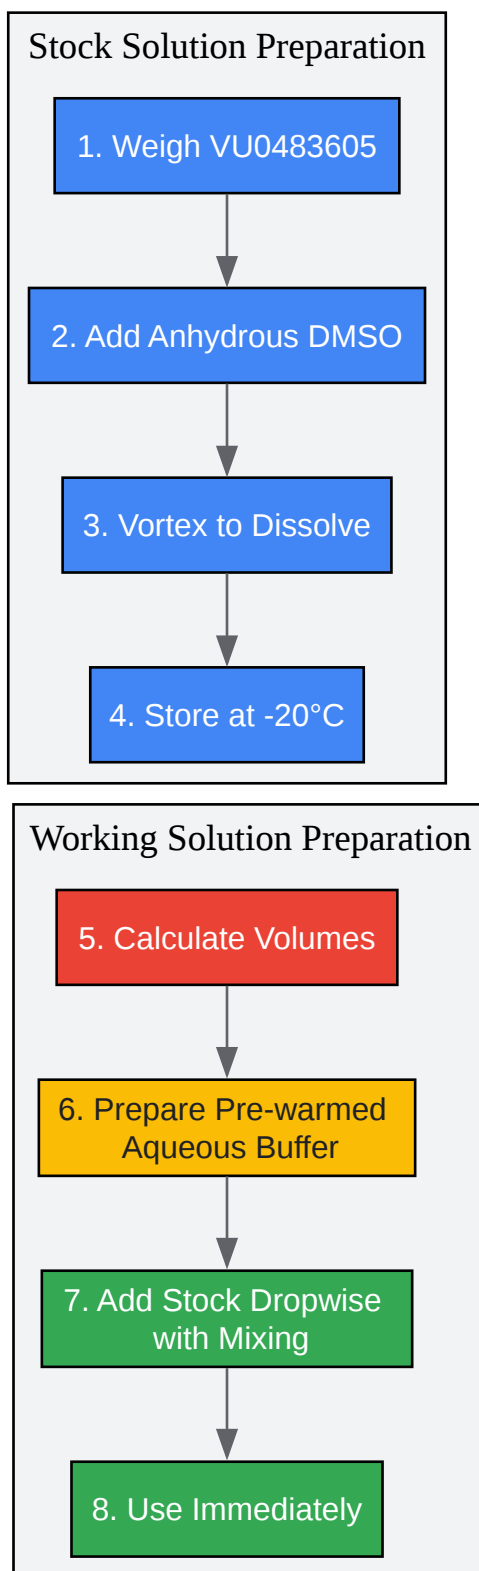 Stock Solution Preparation
1. Weigh VU0483605
2. Add Anhydrous DMSO
3. Vortex to Dissolve
4. Store at -20°C
Working Solution Preparation
5. Calculate Volumes
6. Prepare Pre-warmed
Aqueous Buffer
7. Add Stock Dropwise
with Mixing
8. Use Immediately